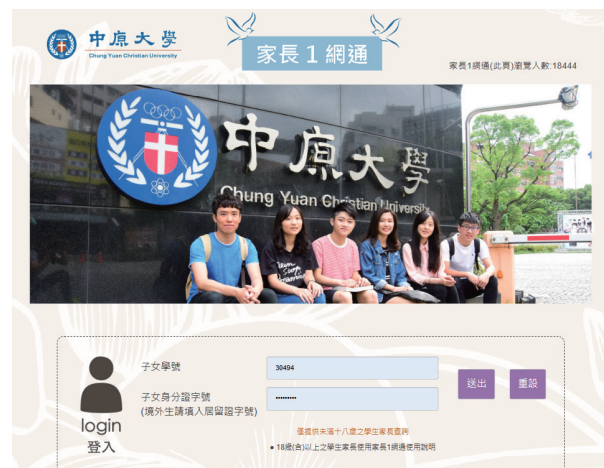 中原大學
Chung Yuan Christian University
家長1網通
家長1網通(此頁)瀏覽人數:18444
中原大學
Chung Yuan Christian University
子女學號
30494
子女身分證字號
(境外生請填入居留證字號)
••••••••
送出
重設
login
登入
僅提供未滿十八歲之學生家長查詢
● 18歲(含)以上之學生家長使用家長1網通使用說明